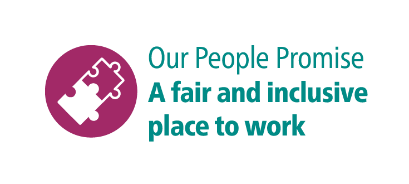 Our People Promise
A fair and inclusive
place to work